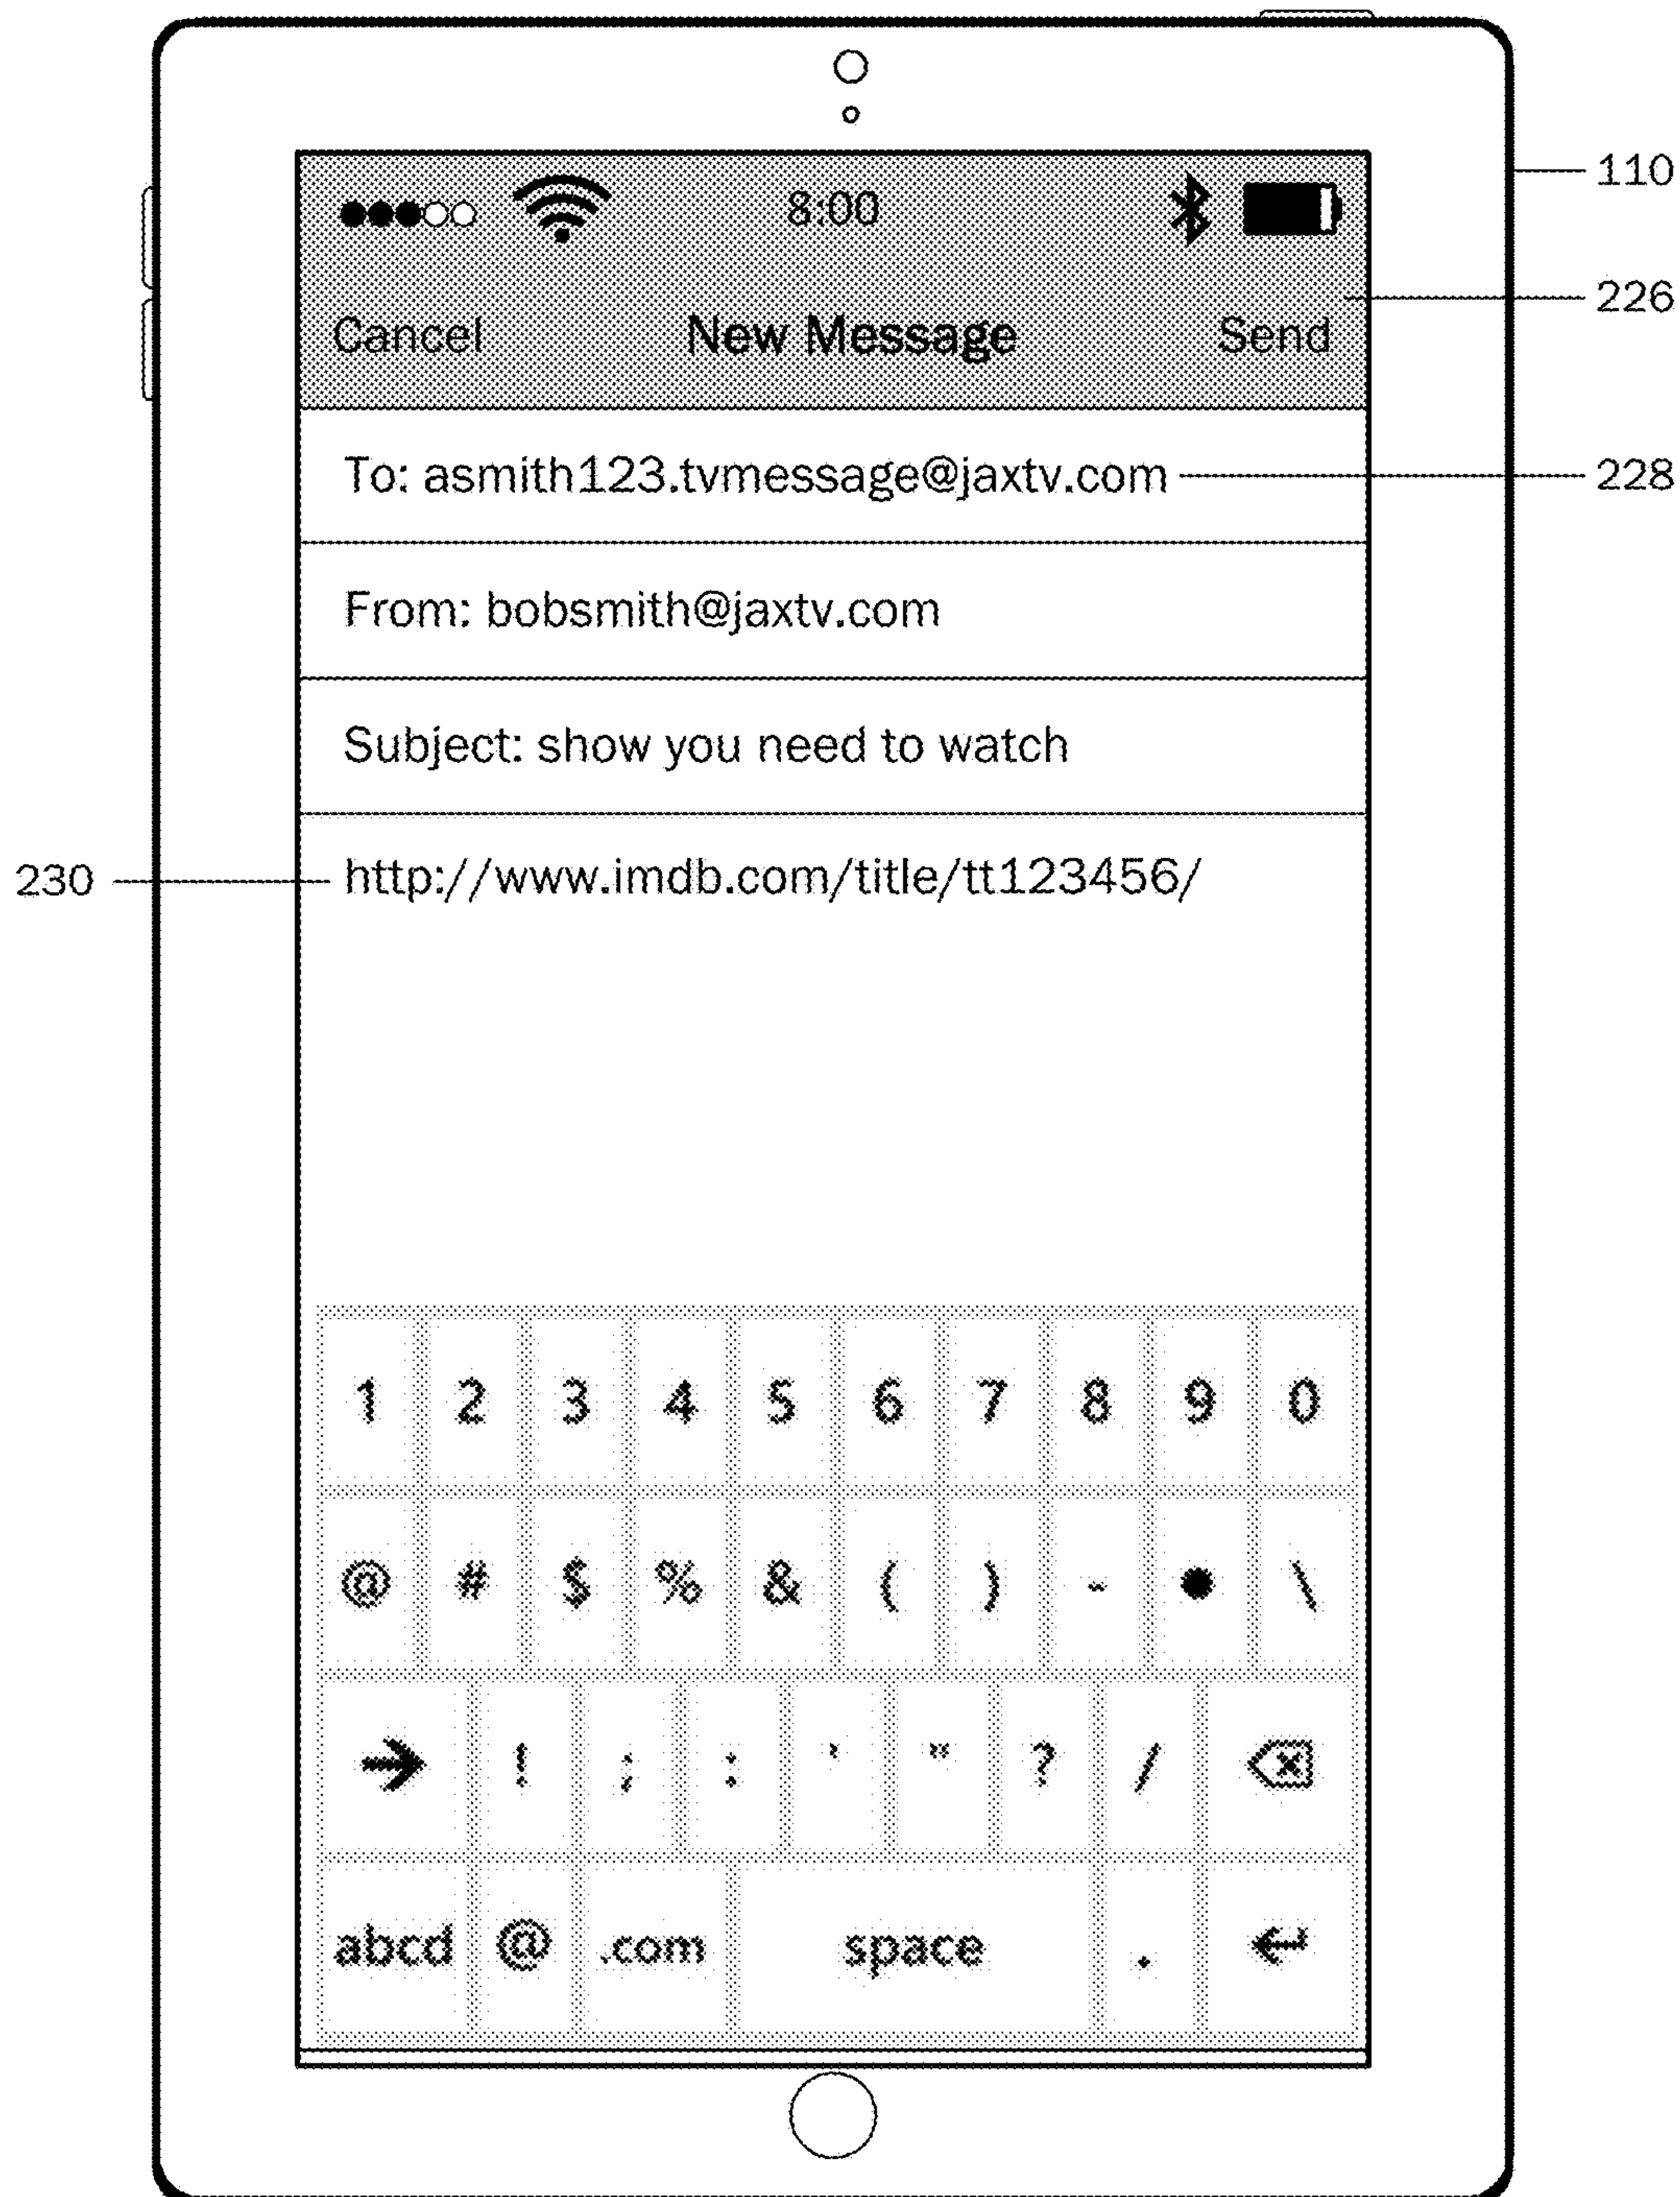 8:00
110
226
Cancel New Message Send
To: asmith123.tvmessage@jaxtv.com
228
From: bobsmith@jaxtv.com
Subject: show you need to watch
230
http://www.imdb.com/title/tt123456/
1 2 3 4 5 6 7 8 9 0
@ # $ % & ( ) - ● \
→ ! ; : ' " ? /
abcd @ .com space . ↵